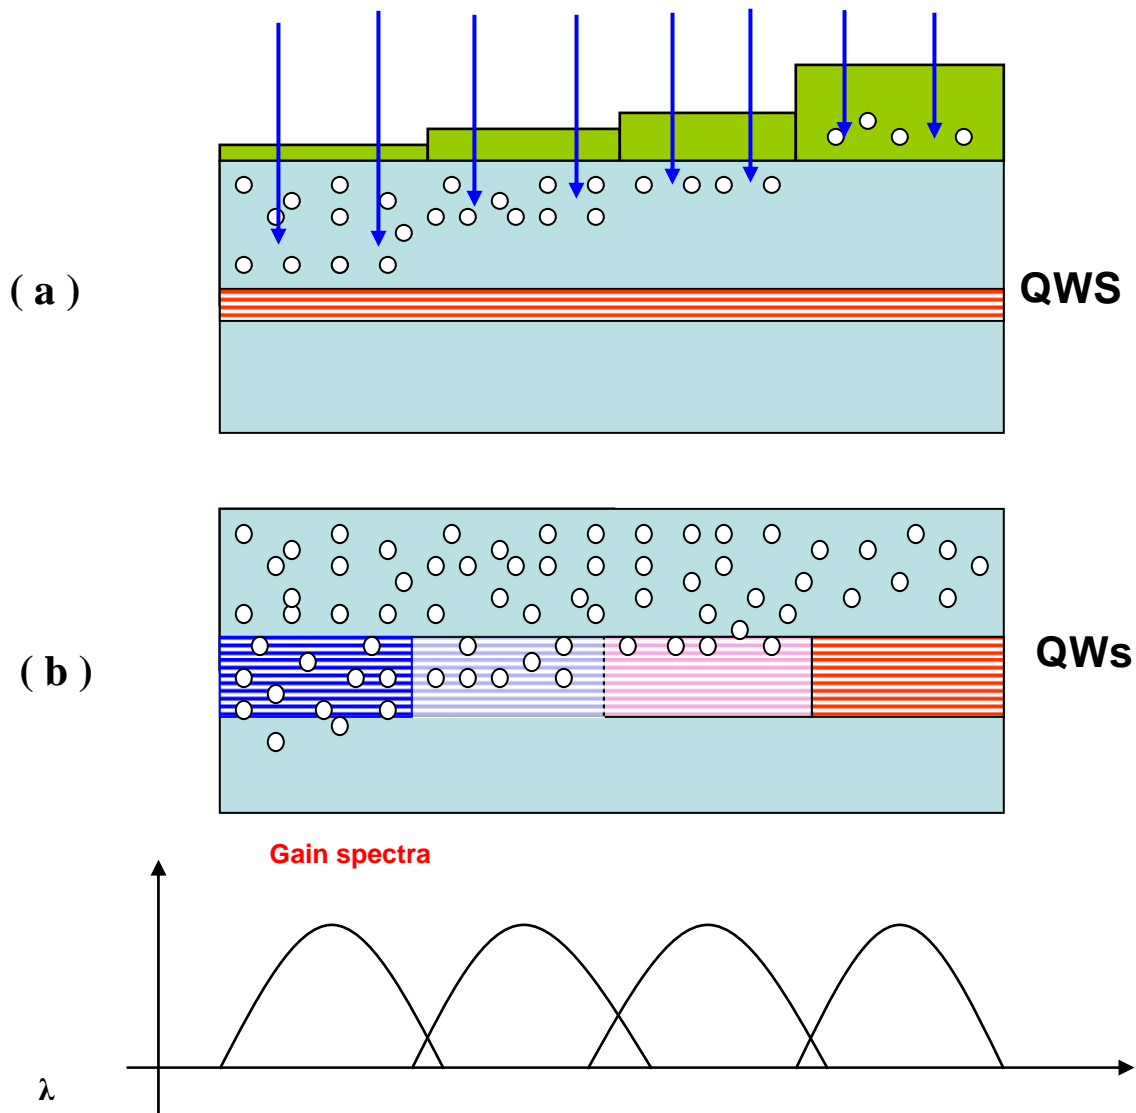 ( a )
QWS
( b )
QWs
Gain spectra
λ